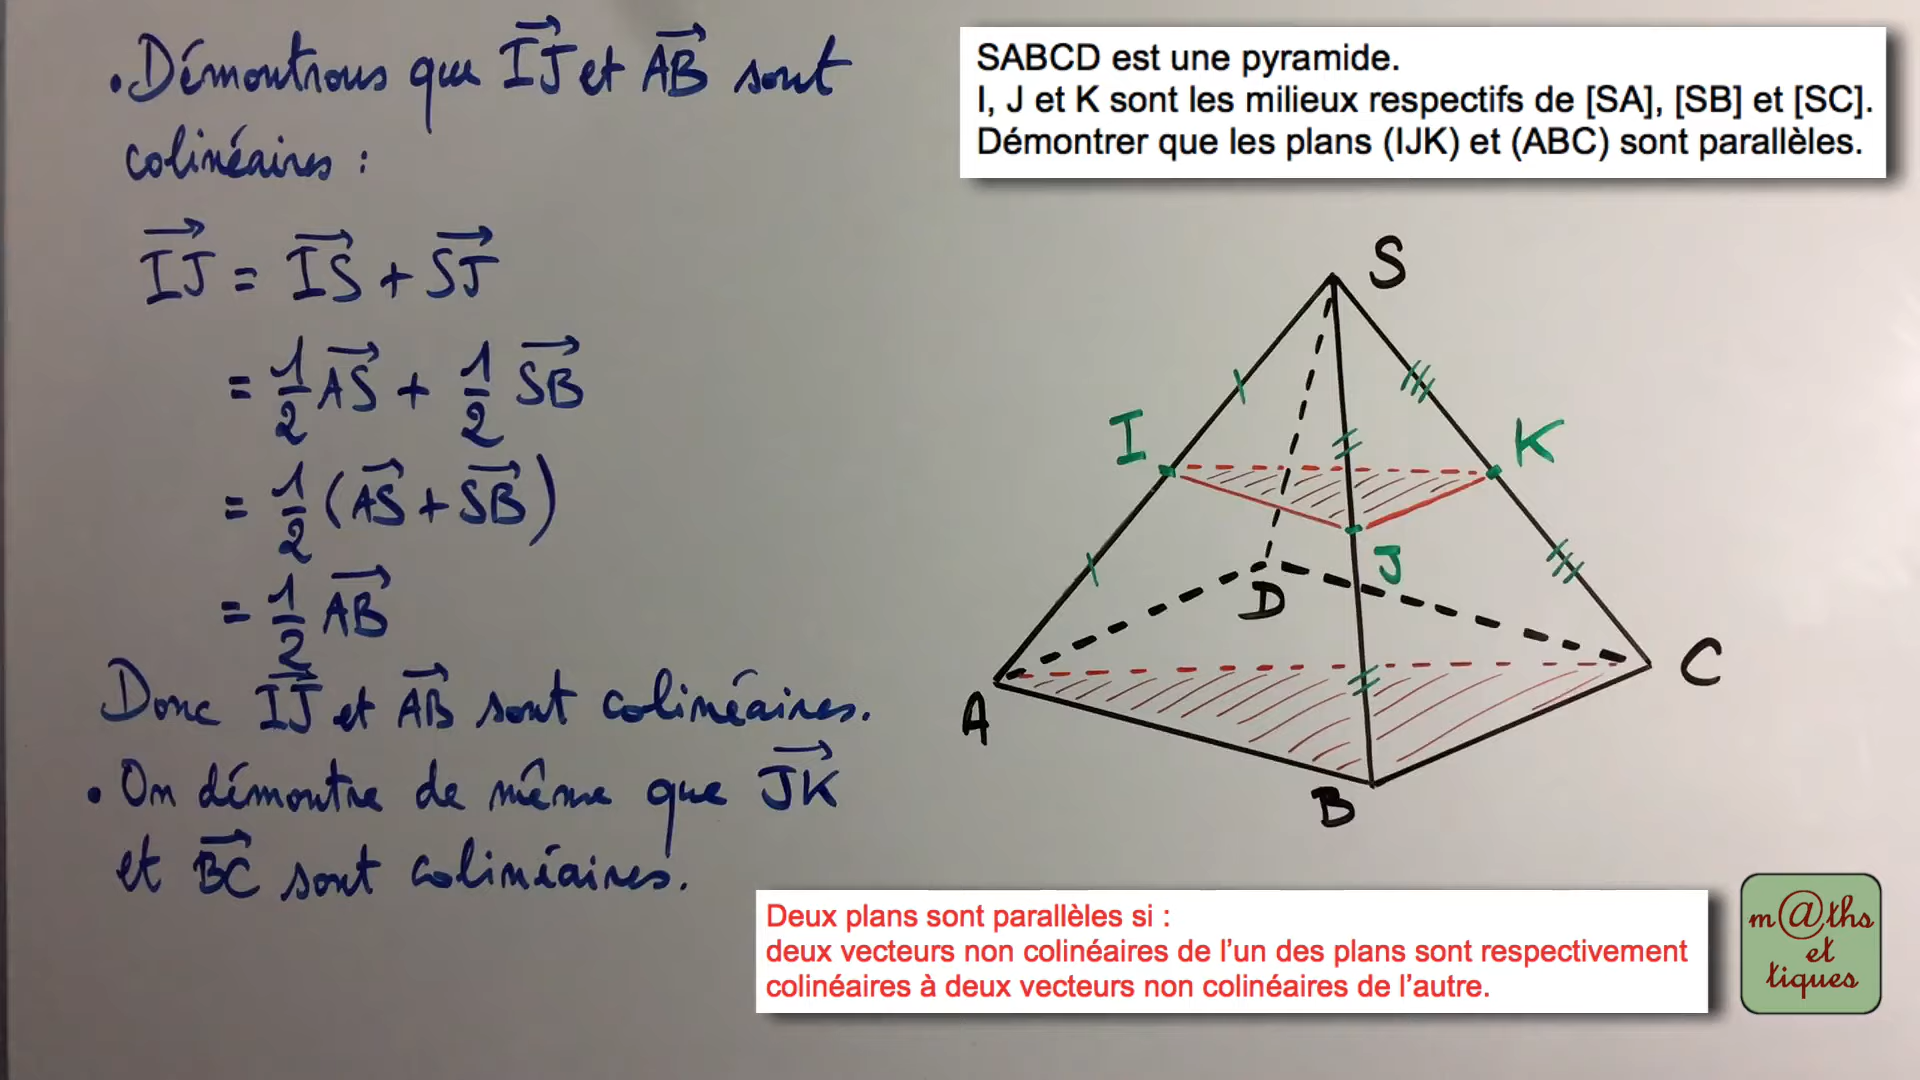 • Démontrons que IJ et AB sont
colinéaires :
IJ = IS + SJ
= 1/2 AS + 1/2 SB
= 1/2 (AS + SB)
= 1/2 AB
Donc IJ et AB sont colinéaires.
• On démontre de même que JK
et BC sont colinéaires.
SABCD est une pyramide.
I, J et K sont les milieux respectifs de [SA], [SB] et [SC].
Démontrer que les plans (IJK) et (ABC) sont parallèles.
S
I
K
J
D
C
A
B
Deux plans sont parallèles si :
deux vecteurs non colinéaires de l’un des plans sont respectivement
colinéaires à deux vecteurs non colinéaires de l’autre.
m@ths
et
tiques